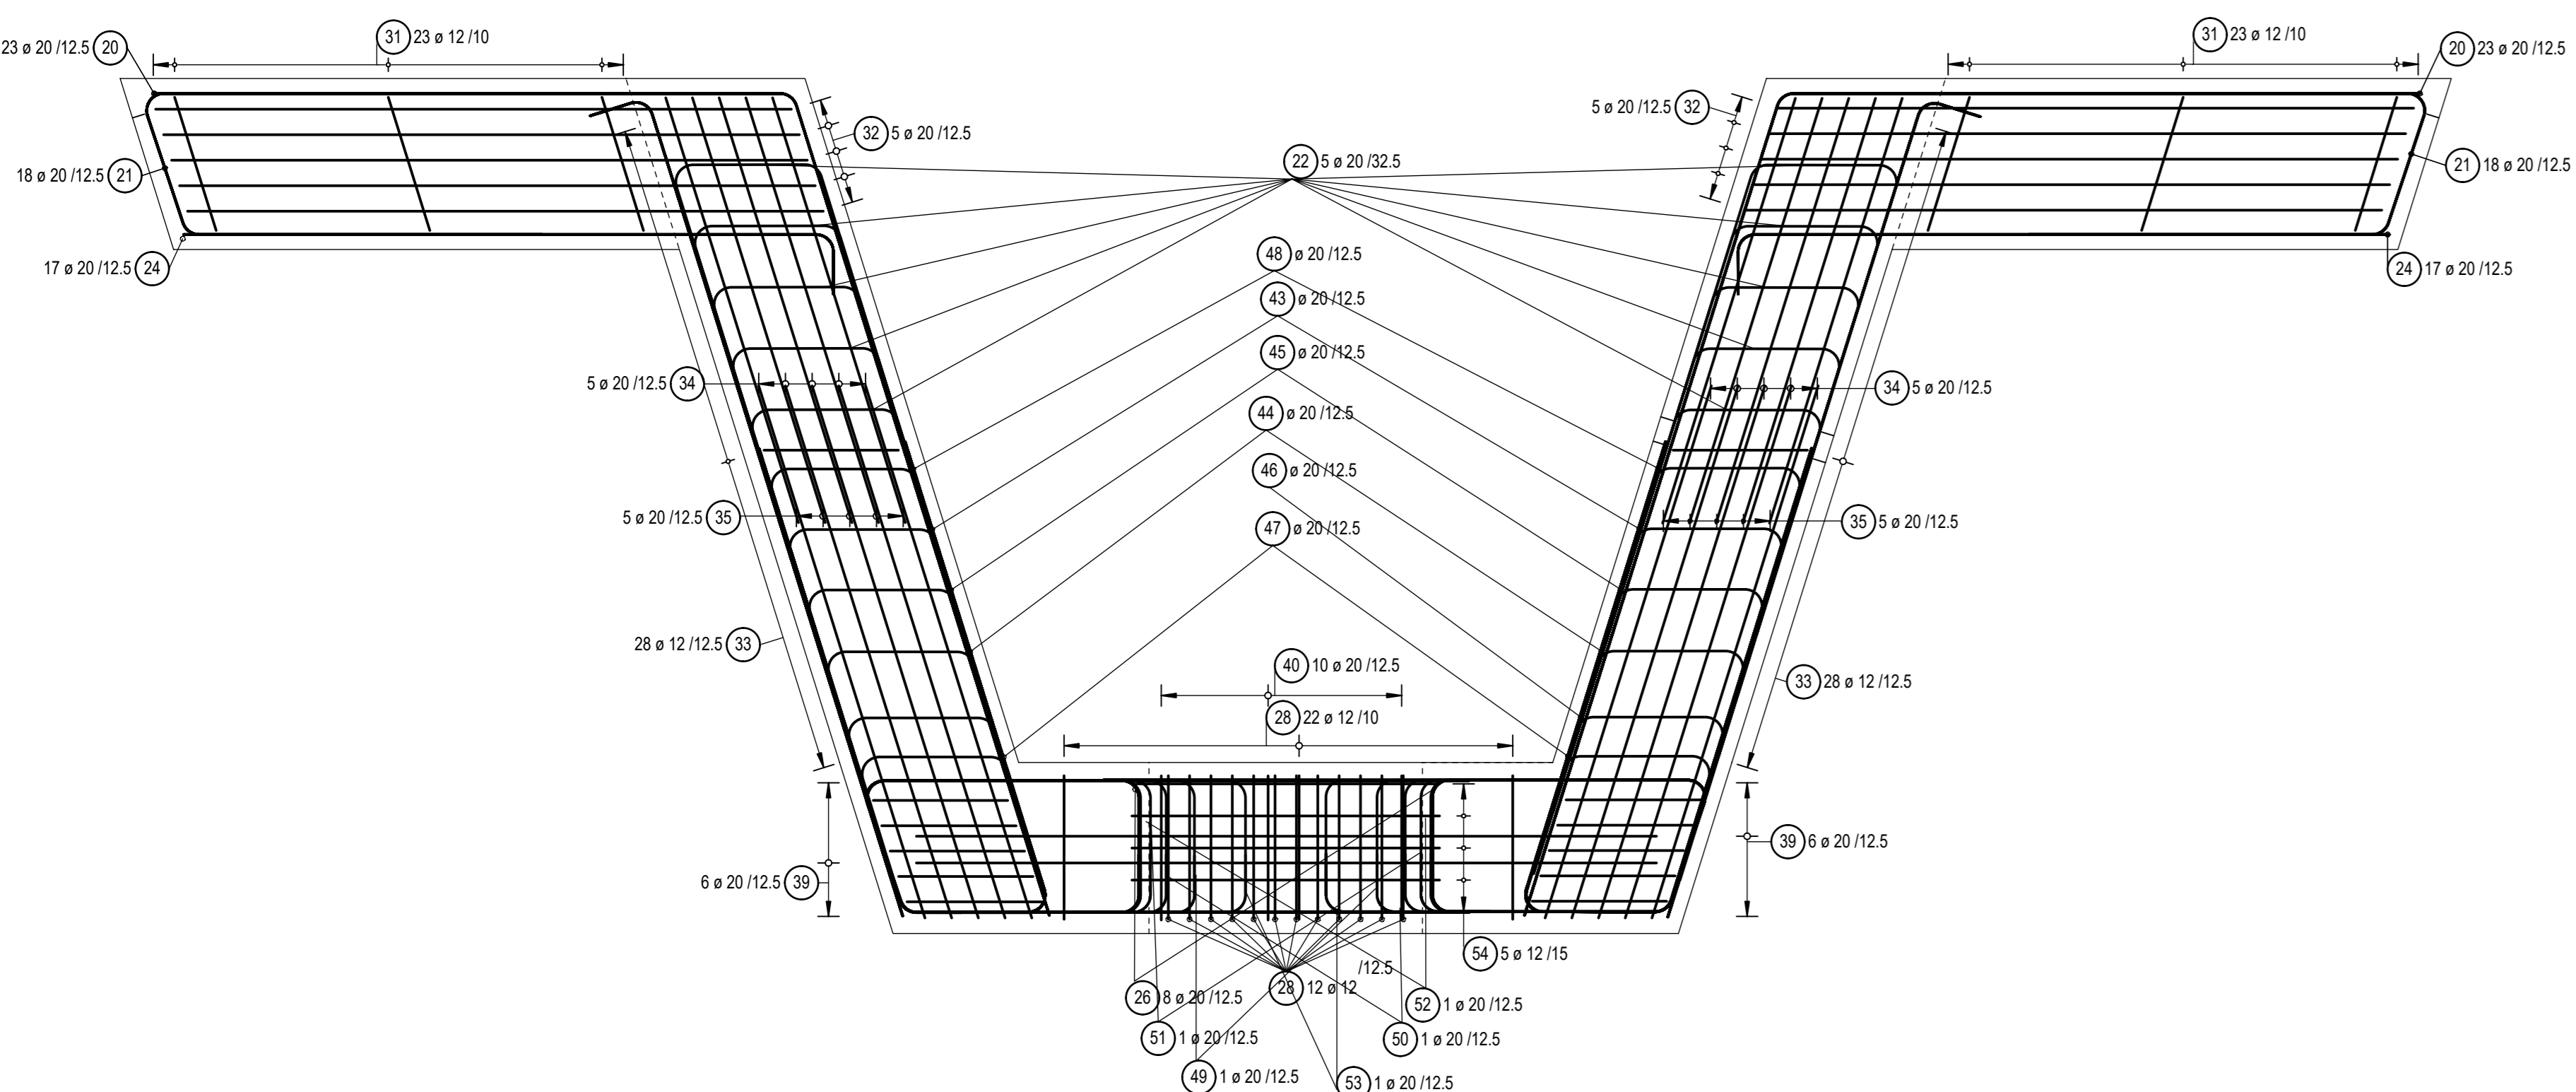 31 23 ø 12 /10
31 23 ø 12 /10
23 ø 20 /12.5 20
20 23 ø 20 /12.5
5 ø 20 /12.5 32
32 5 ø 20 /12.5
22 5 ø 20 /32.5
18 ø 20 /12.5 21
21 18 ø 20 /12.5
48 ø 20 /12.5
17 ø 20 /12.5 24
24 17 ø 20 /12.5
43 ø 20 /12.5
45 ø 20 /12.5
5 ø 20 /12.5 34
34 5 ø 20 /12.5
44 ø 20 /12.5
46 ø 20 /12.5
5 ø 20 /12.5 35
35 5 ø 20 /12.5
47 ø 20 /12.5
28 ø 12 /12.5 33
40 10 ø 20 /12.5
33 28 ø 12 /12.5
28 22 ø 12 /10
39 6 ø 20 /12.5
6 ø 20 /12.5 39
54 5 ø 12 /15
/12.5
28 12 ø 12
26 8 ø 20 /12.5
52 1 ø 20 /12.5
51 1 ø 20 /12.5
50 1 ø 20 /12.5
49 1 ø 20 /12.5
53 1 ø 20 /12.5